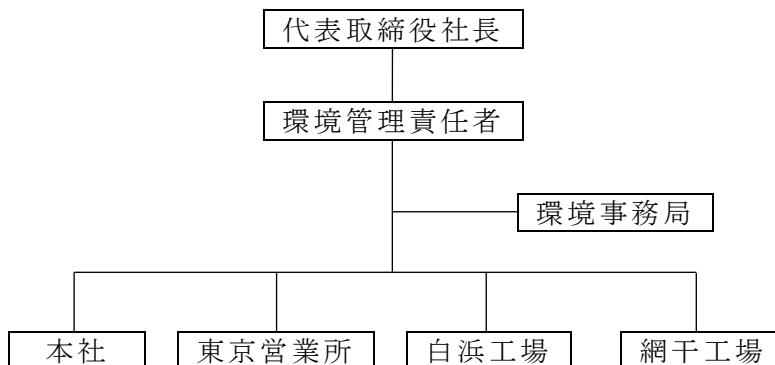 代表取締役社長
環境管理責任者
環境事務局
本社
東京営業所
白浜工場
網干工場